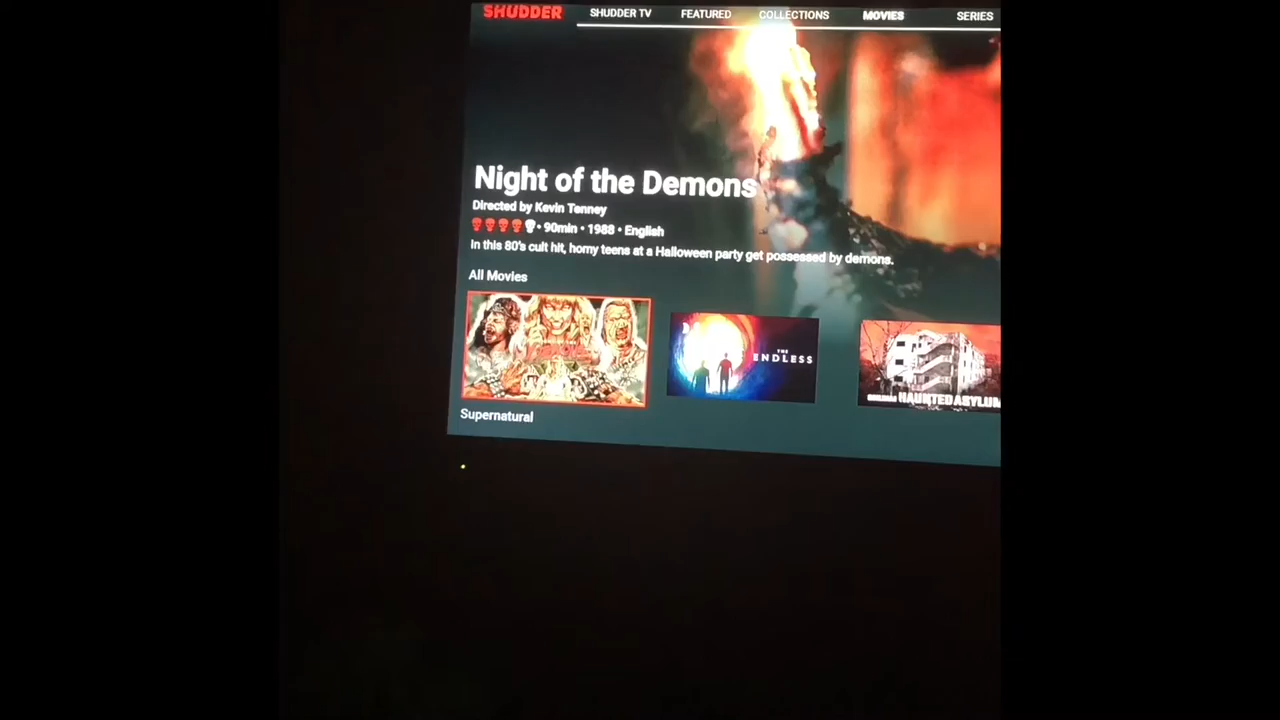 SHUDDER SHUDDER TV FEATURED COLLECTIONS MOVIES SERIES
Night of the Demons
Directed by Kevin Tenney
• 90min • 1988 • English
In this 80's cult hit, horny teens at a Halloween party get possessed by demons.
All Movies
THE
ENDLESS
HAUNTED ASYLUM
Supernatural